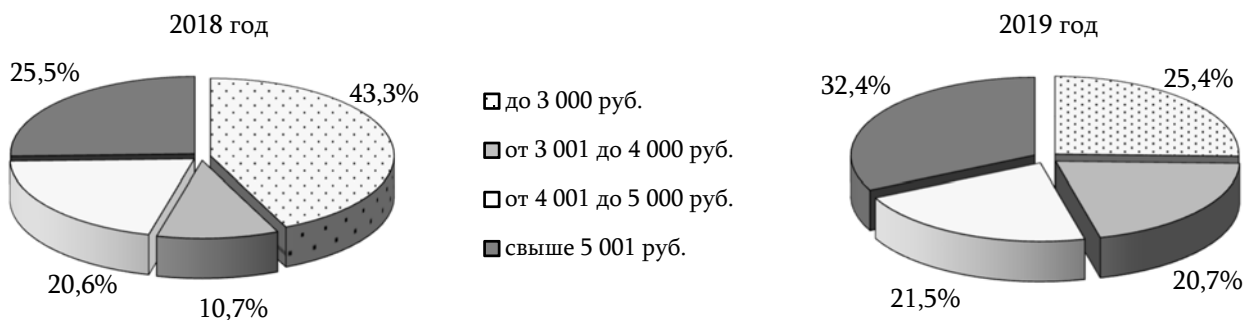 2018 год
25,5%
43,3%
20,6%
10,7%
до 3 000 руб.
от 3 001 до 4 000 руб.
от 4 001 до 5 000 руб.
свыше 5 001 руб.
2019 год
32,4%
25,4%
21,5%
20,7%